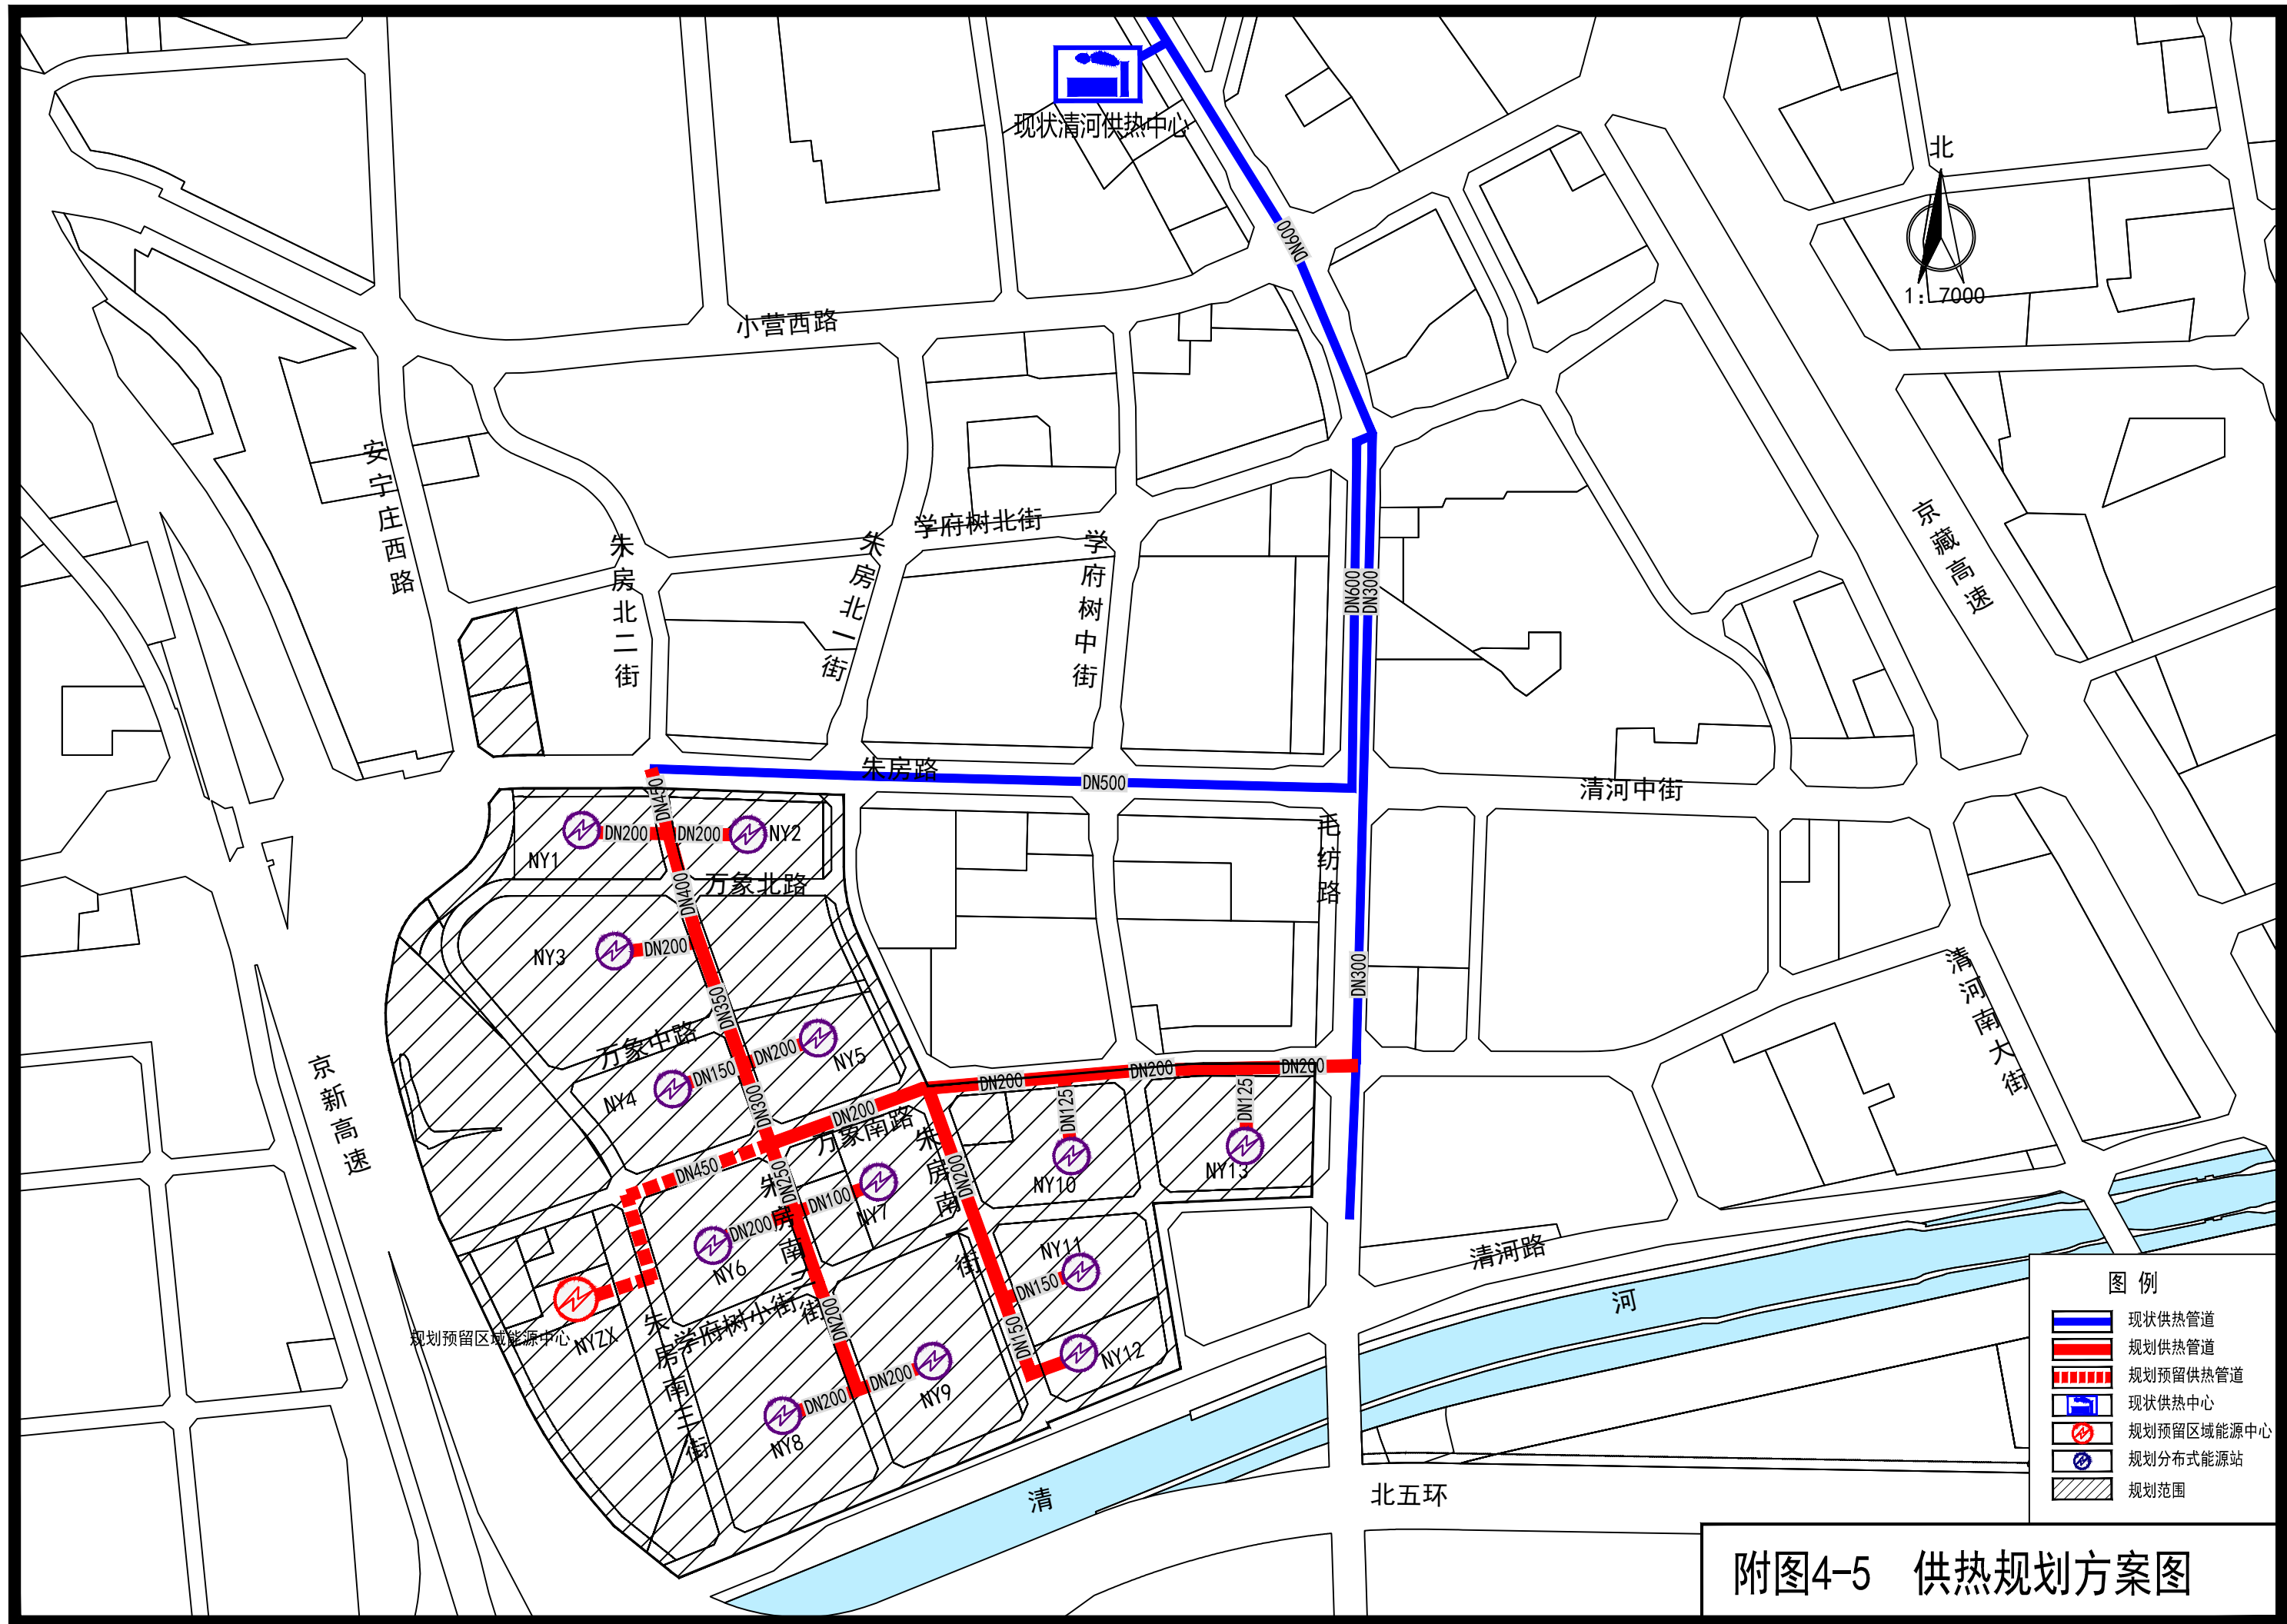 现状清河供热中心
北
1: 7000
DN600
小营西路
安宁庄西路
朱房北二街
朱房北一街
学府树北街
学府树中街
京藏高速
DN600
DN300
朱房路
DN500
清河中街
毛纺路
DN450
DN200
DN200
NY1
NY2
万象北路
DN400
NY3
DN200
DN350
万象中路
DN200
NY5
DN150
NY4
DN300
DN300
清河南大街
京新高速
DN200
DN200
DN200
DN200
万象南路
DN125
DN125
DN450
DN250
朱房南一街
朱房南二街
DN200
DN100
NY7
DN200
NY6
NY10
NY13
NY11
DN150
清河路
NYZX
规划预留区域能源中心
学府树小街
朱房南三街
DN200
DN150
NY12
DN200
NY9
DN200
NY8
清
河
北五环
图 例
现状供热管道
规划供热管道
规划预留供热管道
现状供热中心
规划预留区域能源中心
规划分布式能源站
规划范围
附图4-5 供热规划方案图